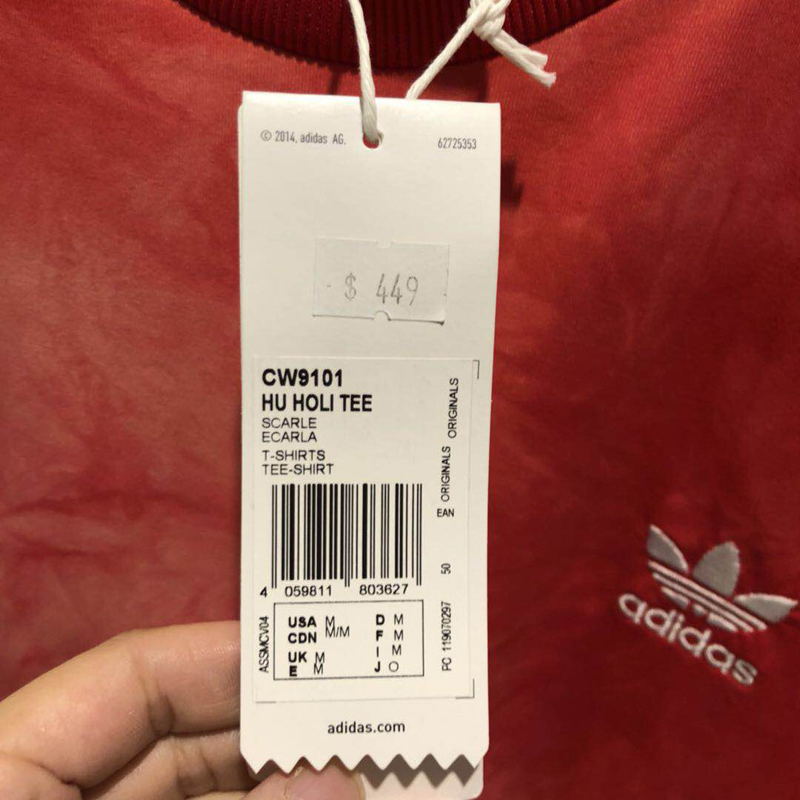 © 2014, adidas AG.
62725353
$ 449
CW9101
HU HOLI TEE
SCARLE
ECARLA
T-SHIRTS
TEE-SHIRT
ORIGINALS ORIGINALS
EAN
4 059811 803627
50
ASSMCV04
USA M
CDN M/M
UK M
E M
D M
F M
I M
J O
PC 119070297
adidas.com
adidas